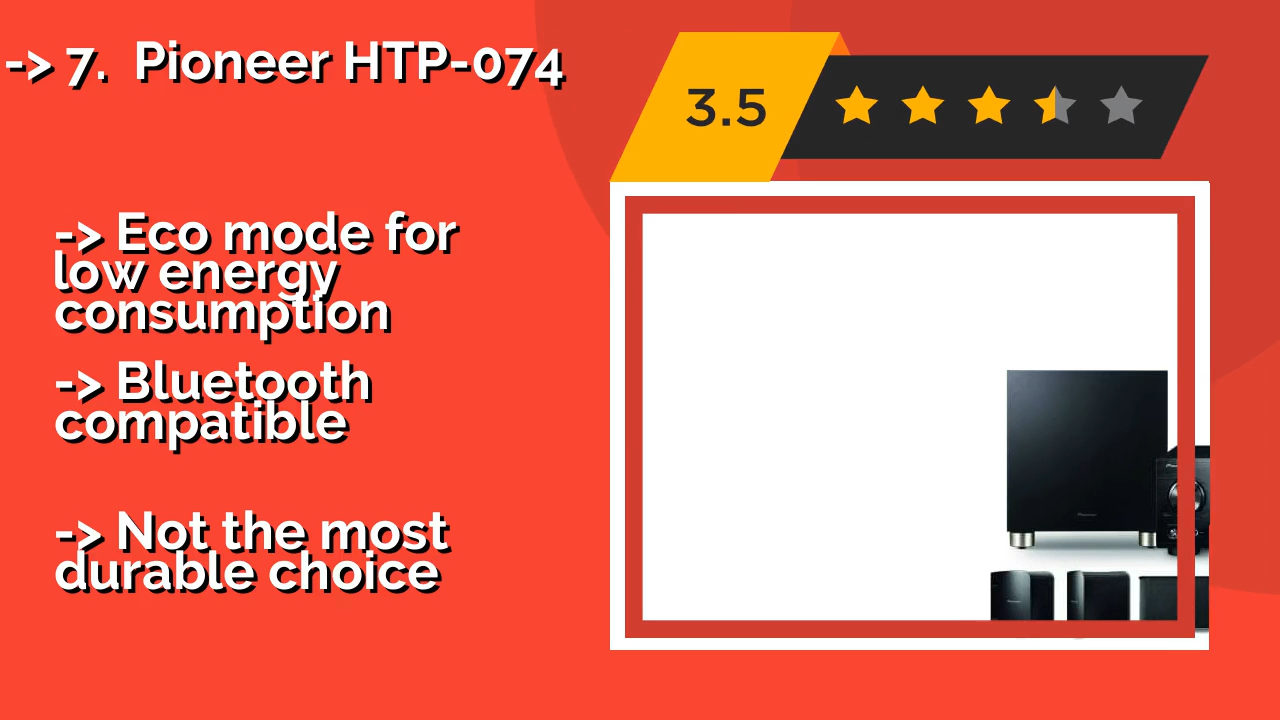 -> 7.  Pioneer HTP-074
3.5
-> Eco mode for
low energy
consumption
-> Bluetooth
compatible
-> Not the most
durable choice